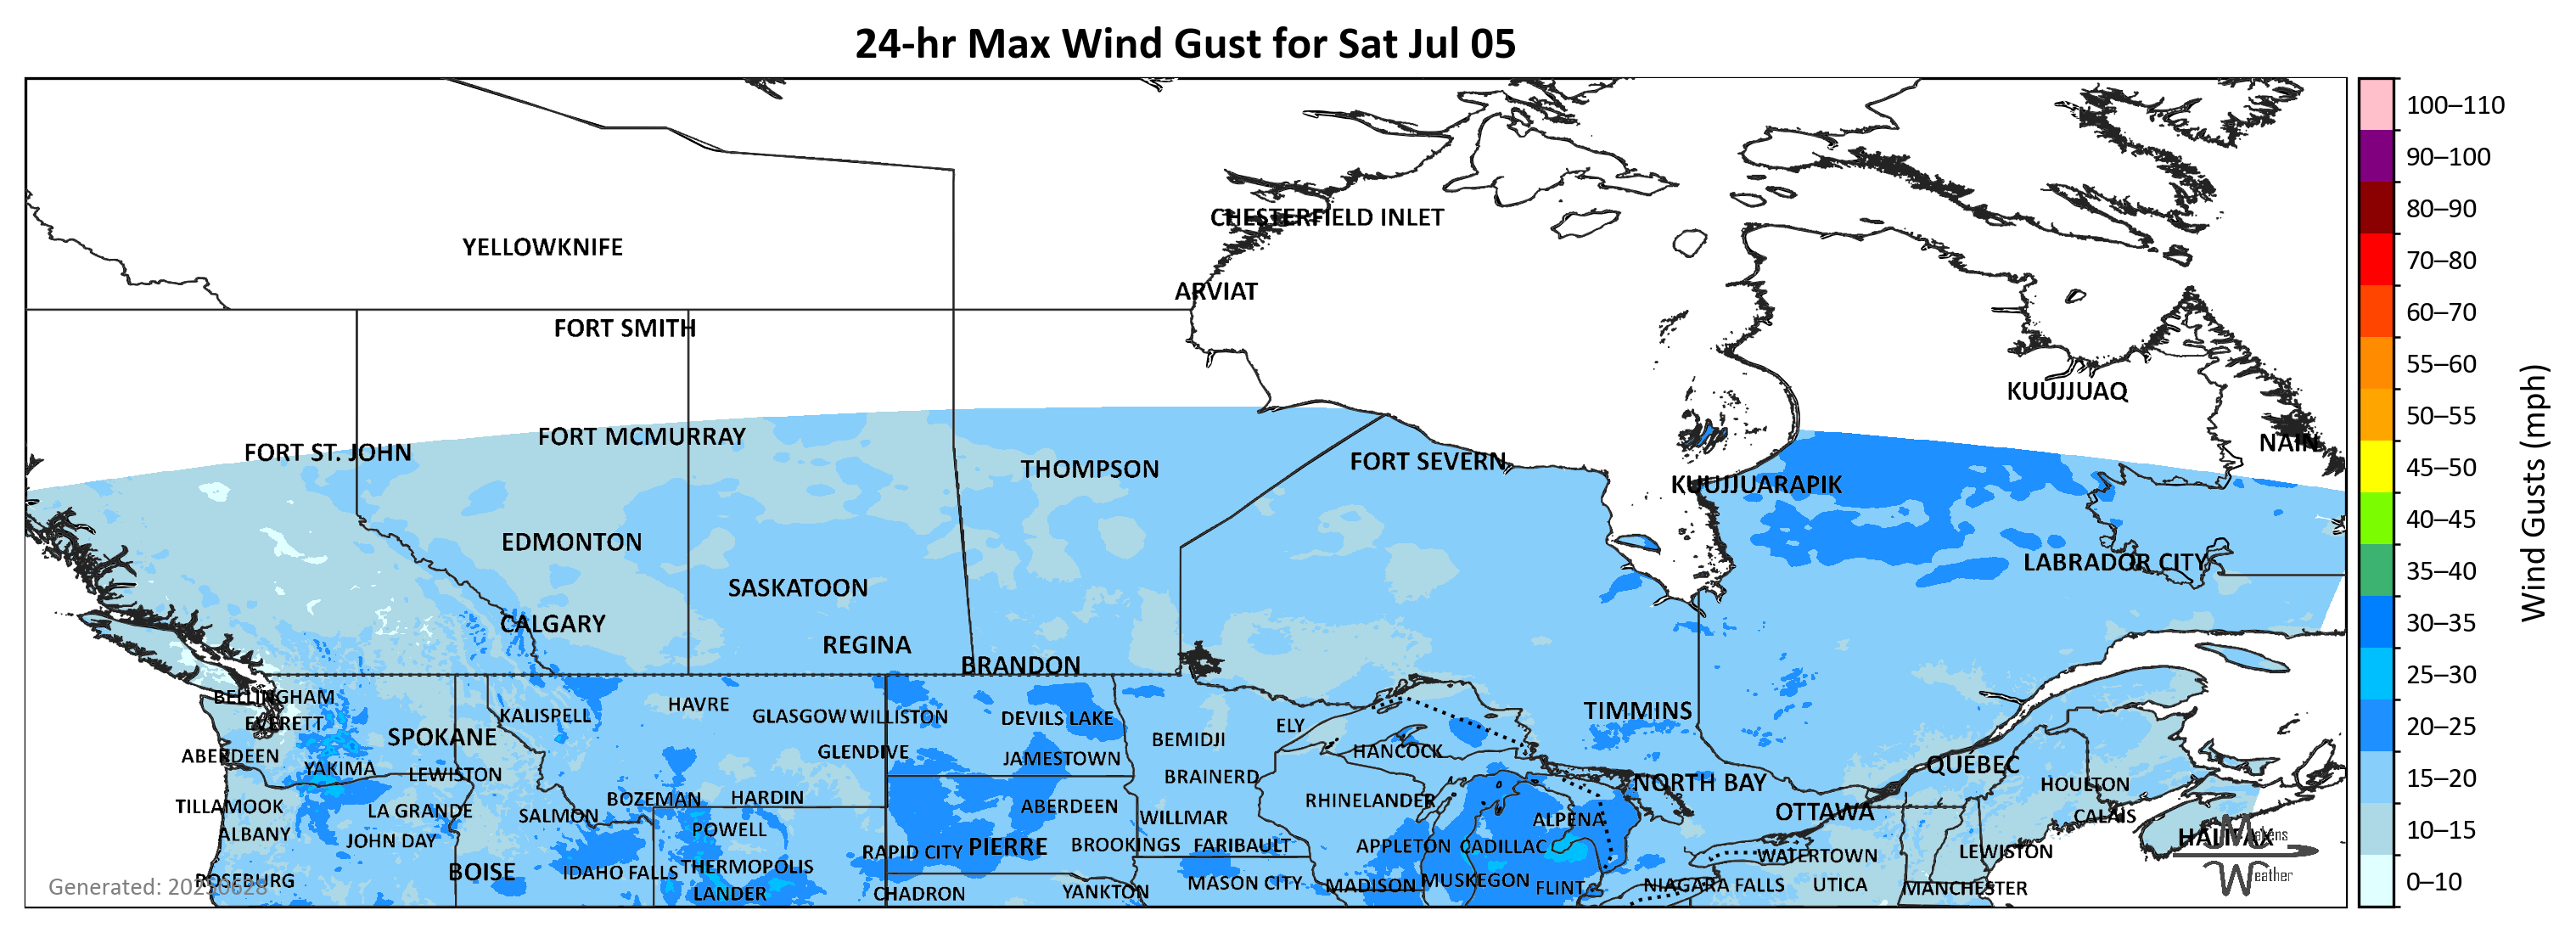 24-hr Max Wind Gust for Sat Jul 05
100–110
90–100
CHESTERFIELD INLET
80–90
YELLOWKNIFE
70–80
ARVIAT
60–70
FORT SMITH
55–60
KUUJJUAQ
50–55
FORT MCMURRAY
NAIN
FORT ST. JOHN
45–50
THOMPSON
FORT SEVERN
KUUJJUARAPIK
40–45
Wind Gusts (mph)
EDMONTON
LABRADOR CITY
35–40
SASKATOON
CALGARY
30–35
REGINA
BRANDON
25–30
BELLINGHAM
HAVRE
KALISPELL
GLASGOW
WILLISTON
DEVILS LAKE
TIMMINS
EVERETT
ELY
20–25
SPOKANE
BEMIDJI
ABERDEEN
GLENDIVE
JAMESTOWN
HANCOCK
QUÉBEC
YAKIMA
LEWISTON
BRAINERD
NORTH BAY
HOULTON
15–20
TILLAMOOK
LA GRANDE
SALMON
BOZEMAN
HARDIN
ABERDEEN
WILLMAR
RHINELANDER
ALPENA
OTTAWA
CALAIS
10–15
ALBANY
JOHN DAY
POWELL
RAPID CITY
PIERRE
BROOKINGS
FARIBAULT
APPLETON
CADILLAC
WATERTOWN
LEWISTON
HALIFAX
Makens
Weather
BOISE
IDAHO FALLS
THERMOPOLIS
ROSEBURG
Generated: 20250628
LANDER
CHADRON
YANKTON
MASON CITY
MADISON
MUSKEGON
FLINT
NIAGARA FALLS
UTICA
MANCHESTER
0–10